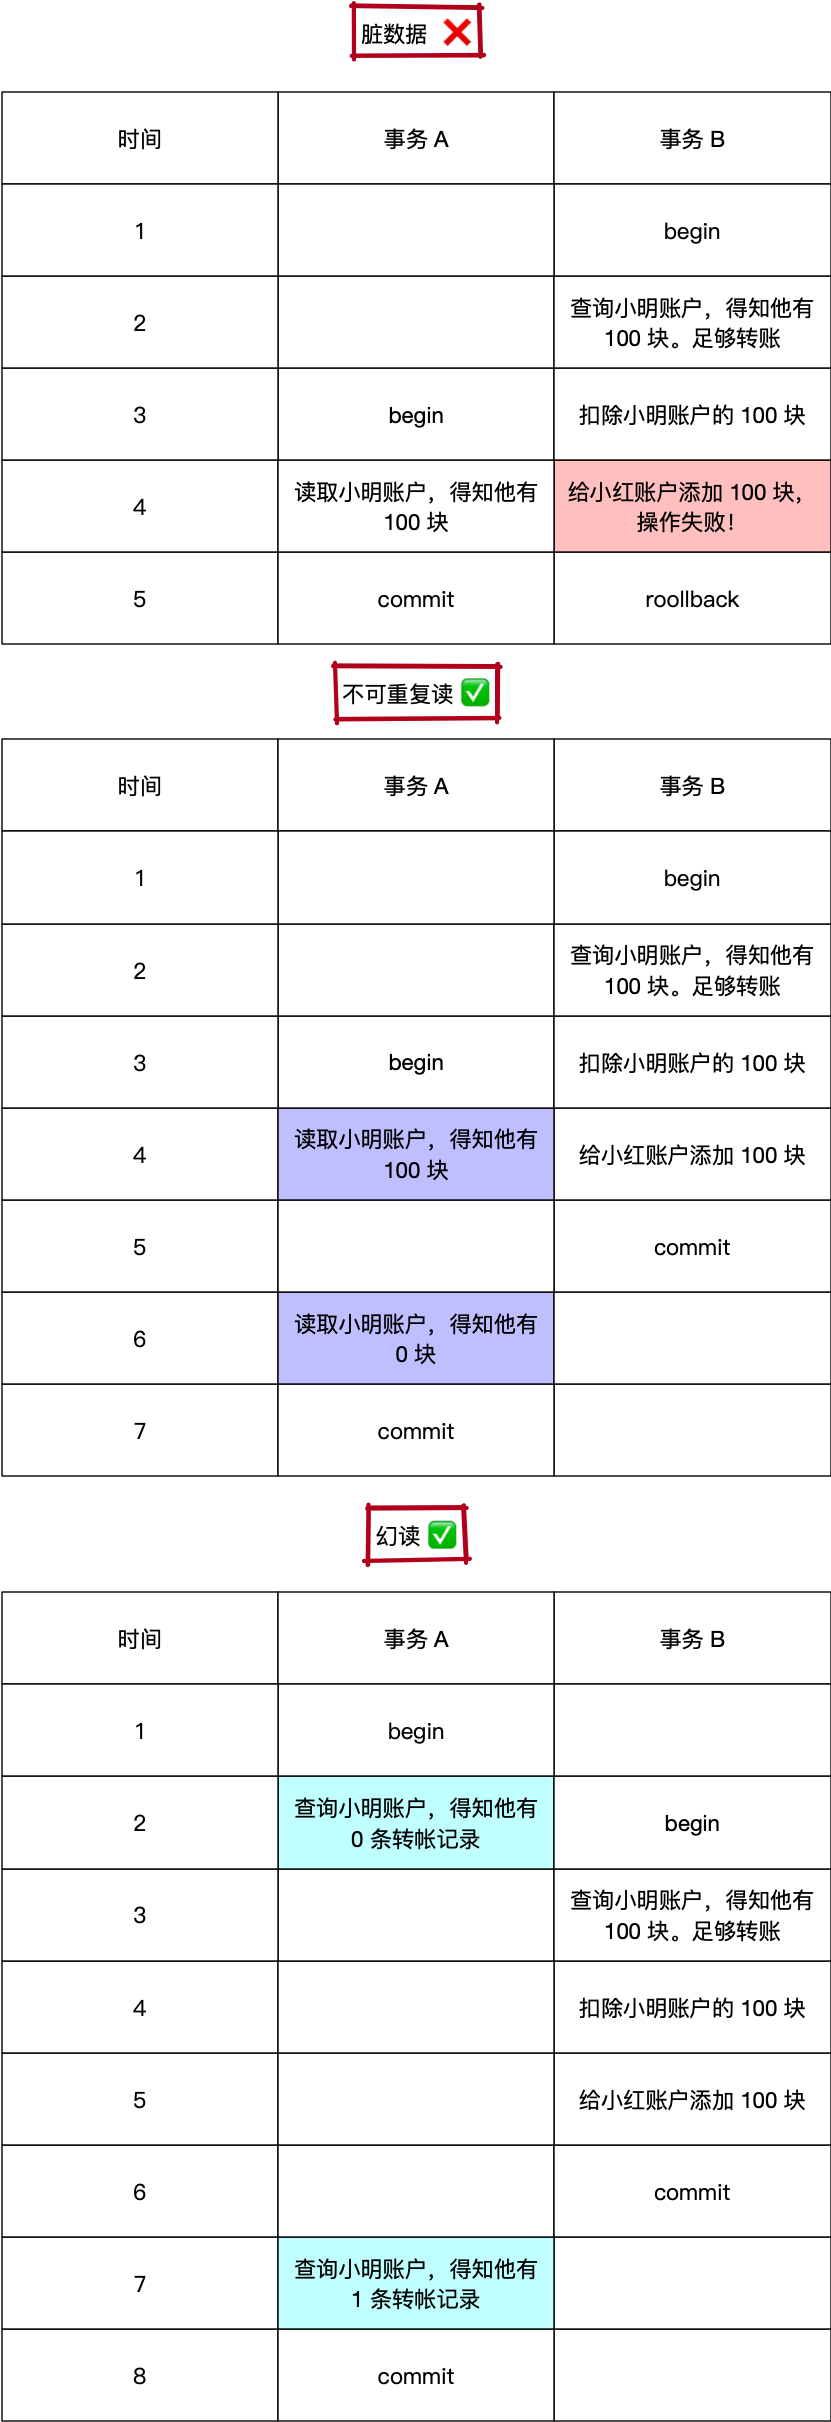 脏数据 ❌
时间 事务 A 事务 B
1 begin
2 查询小明账户，得知他有
100 块。足够转账
3 begin 扣除小明账户的 100 块
4 读取小明账户，得知他有
100 块
给小红账户添加 100 块，
操作失败！
5 commit roollback
不可重复读 ✅
时间 事务 A 事务 B
1 begin
2 查询小明账户，得知他有
100 块。足够转账
3 begin 扣除小明账户的 100 块
4 读取小明账户，得知他有
100 块
给小红账户添加 100 块
5 commit
6 读取小明账户，得知他有
0 块
7 commit
幻读 ✅
时间 事务 A 事务 B
1 begin
2 查询小明账户，得知他有
0 条转帐记录
begin
3 查询小明账户，得知他有
100 块。足够转账
4 扣除小明账户的 100 块
5 给小红账户添加 100 块
6 commit
7 查询小明账户，得知他有
1 条转帐记录
8 commit